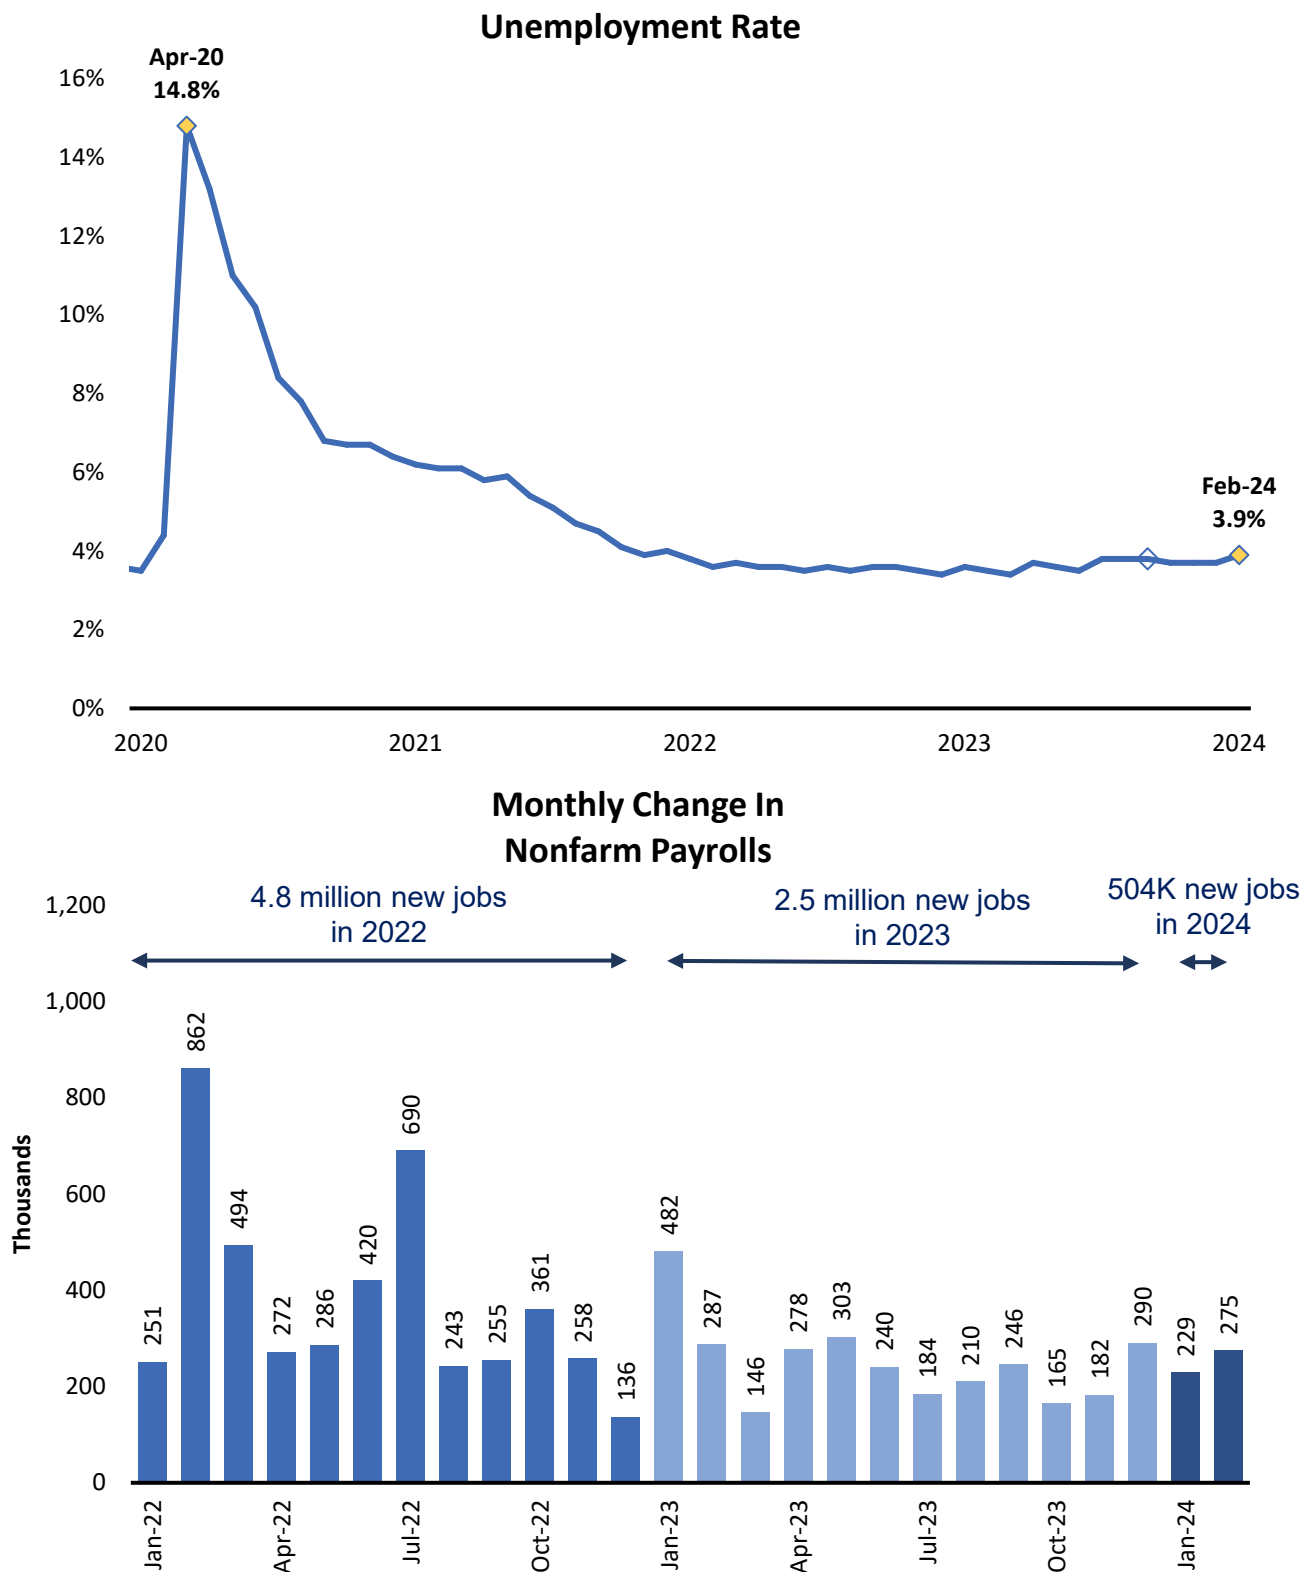 Unemployment Rate
Apr-20
14.8%
16%
14%
12%
10%
8%
6%
4%
2%
0%
Feb-24
3.9%
2020 2021 2022 2023 2024
Monthly Change In
Nonfarm Payrolls
4.8 million new jobs
in 2022
2.5 million new jobs
in 2023
504K new jobs
in 2024
Thousands
1,200
1,000
800
600
400
200
0
251 862 494 272 286 420 690 243 255 361 258 136 482 287 146 278 303 240 184 210 246 165 182 290 229 275
Jan-22 Apr-22 Jul-22 Oct-22 Jan-23 Apr-23 Jul-23 Oct-23 Jan-24